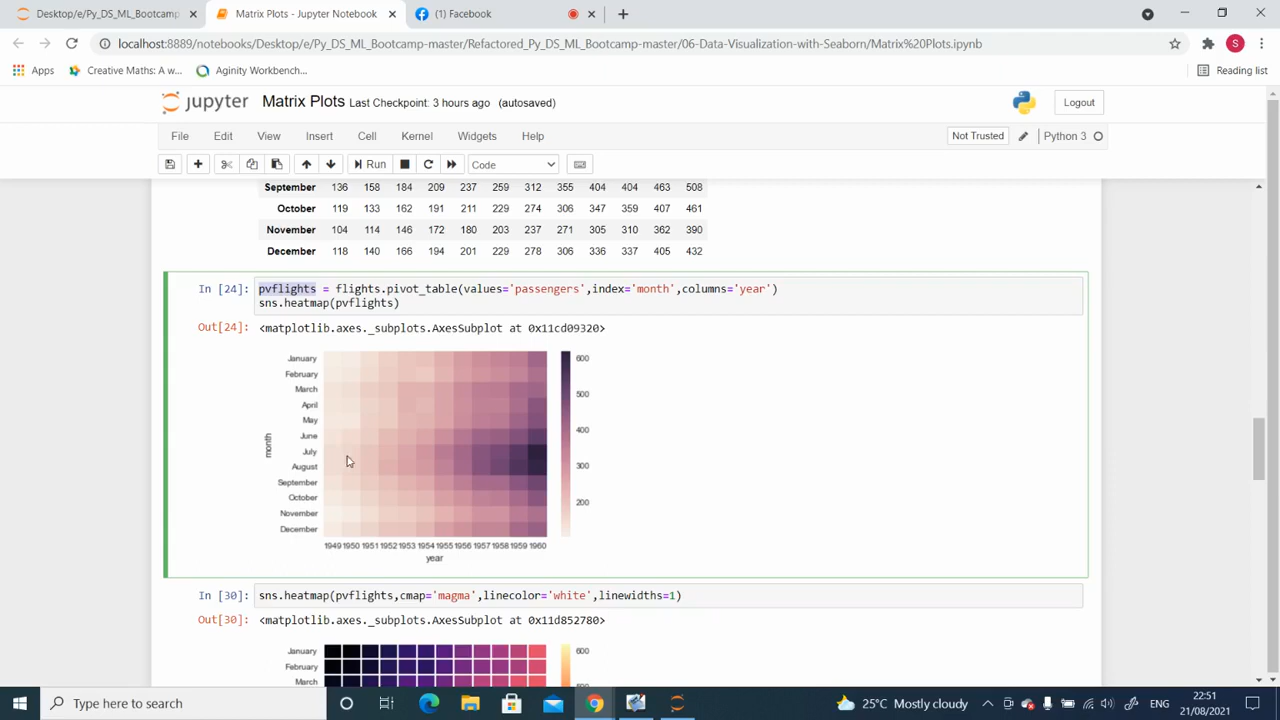 Desktop/e/Py_DS_ML_Bootcamp-
Matrix Plots - Jupyter Notebook
(1) Facebook
localhost:8889/notebooks/Desktop/e/Py_DS_ML_Bootcamp-master/Refactored_Py_DS_ML_Bootcamp-master/06-Data-Visualization-with-Seaborn/Matrix%20Plots.ipynb
S
Apps
Creative Maths: A w...
Aginity Workbench...
Reading list
jupyter Matrix Plots Last Checkpoint: 3 hours ago (autosaved)
Logout
File Edit View Insert Cell Kernel Widgets Help
Not Trusted
Python 3
Run
Code
September 136 158 184 209 237 259 312 355 404 404 463 508
October 119 133 162 191 211 229 274 306 347 359 407 461
November 104 114 146 172 180 203 237 271 305 310 362 390
December 118 140 166 194 201 229 278 306 336 337 405 432
In [24]: pvflights = flights.pivot_table(values='passengers',index='month',columns='year')
sns.heatmap(pvflights)
Out[24]: <matplotlib.axes._subplots.AxesSubplot at 0x11cd09320>
January
February
March
April
May
June
July
August
September
October
November
December
month
1949 1950 1951 1952 1953 1954 1955 1956 1957 1958 1959 1960
year
600
500
400
300
200
In [30]: sns.heatmap(pvflights,cmap='magma',linecolor='white',linewidths=1)
Out[30]: <matplotlib.axes._subplots.AxesSubplot at 0x11d852780>
January
February
March
600
Type here to search
25°C Mostly cloudy
ENG
22:51
21/08/2021